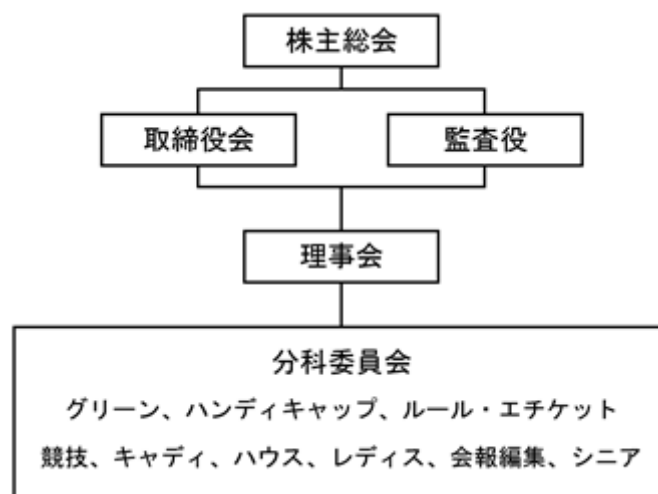 株主総会
取締役会
監査役
理事会
分科委員会
グリーン、ハンディキャップ、ルール・エチケット
競技、キャディ、ハウス、レディス、会報編集、シニア